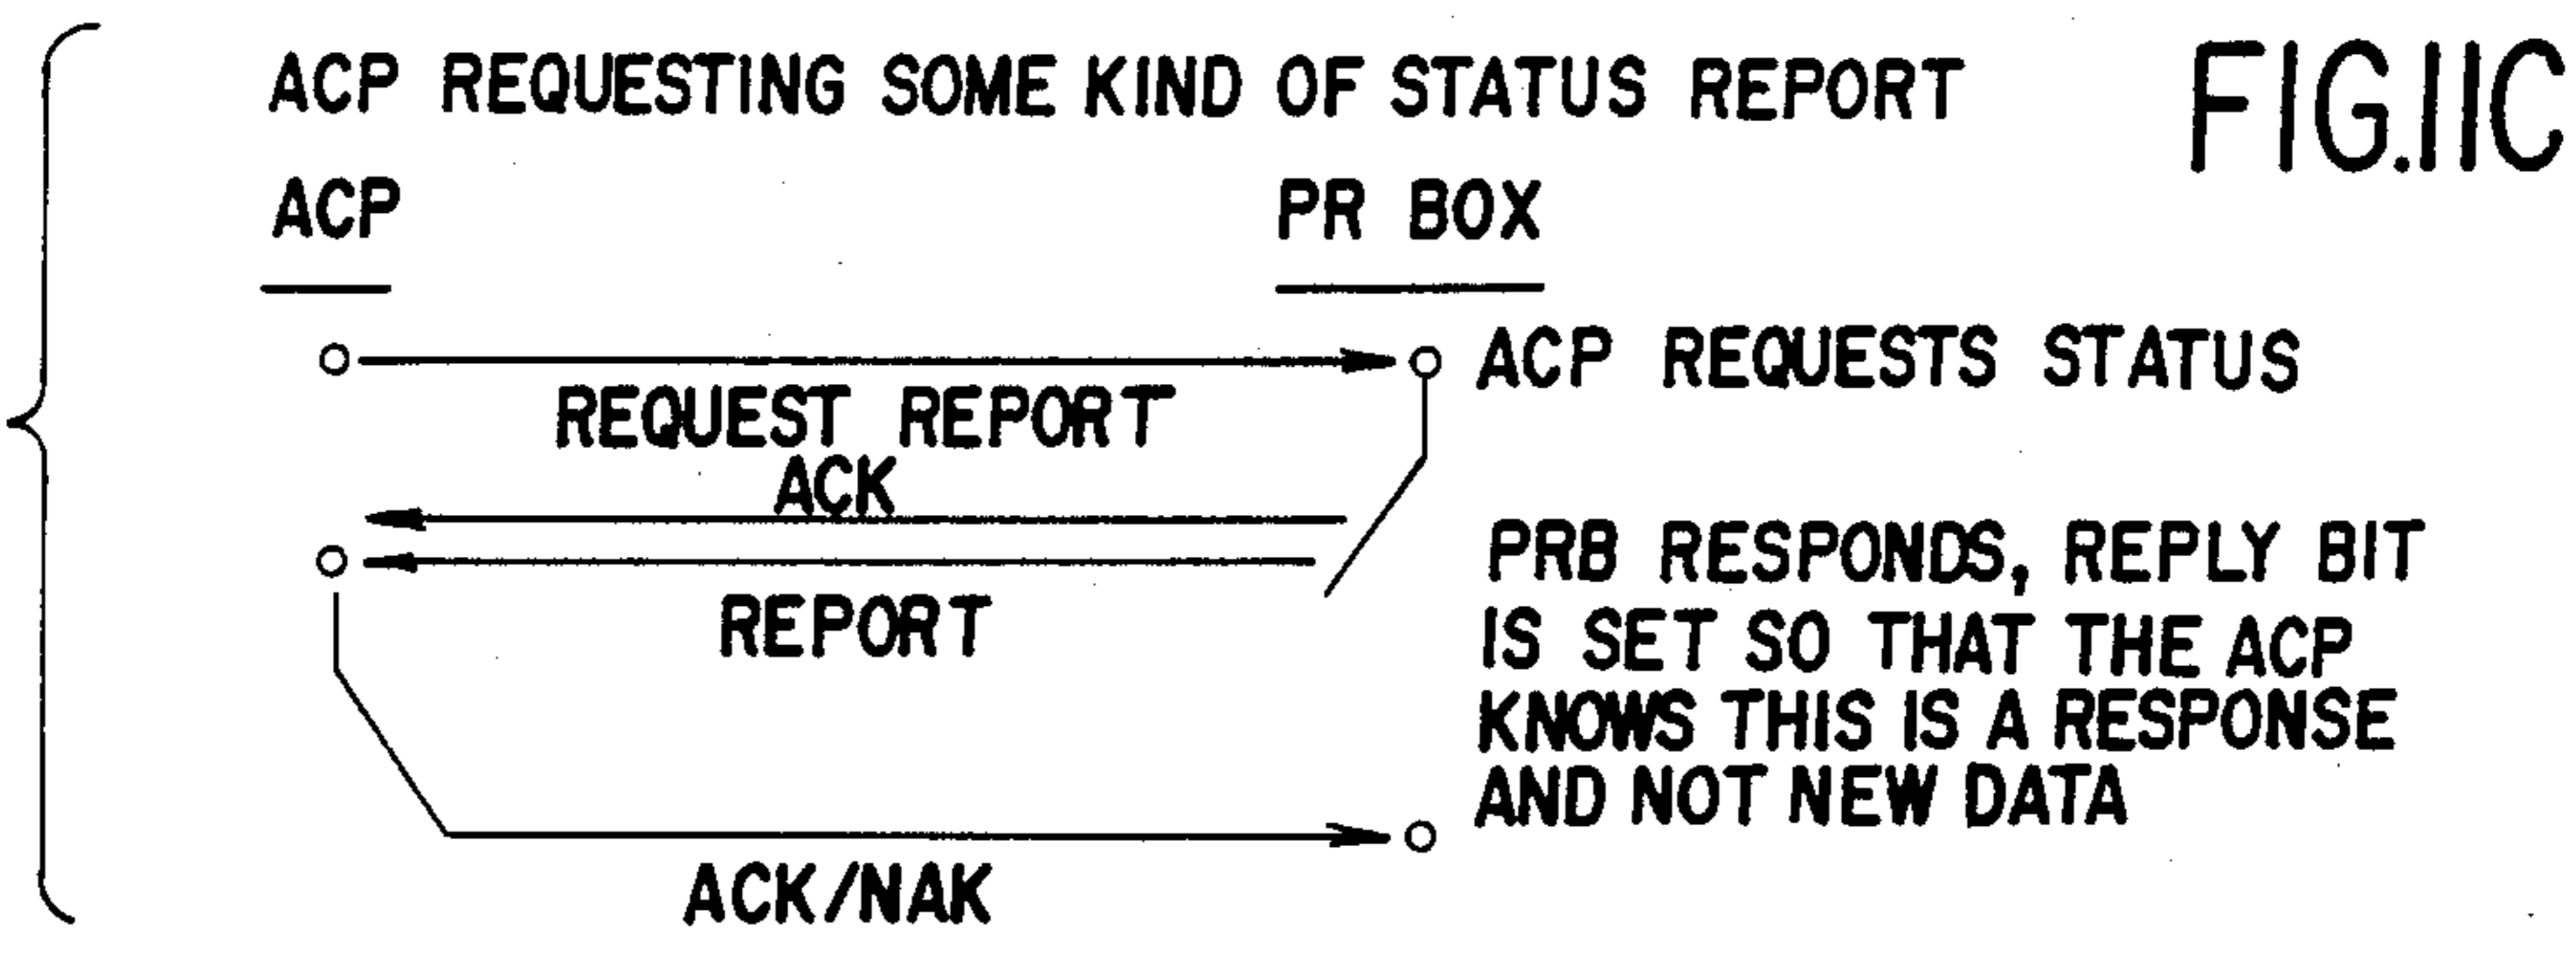 ACP REQUESTING SOME KIND OF STATUS REPORT
FIG.11C
ACP
PR BOX
ACP REQUESTS STATUS
REQUEST REPORT
ACK
REPORT
PRB RESPONDS, REPLY BIT
IS SET SO THAT THE ACP
KNOWS THIS IS A RESPONSE
AND NOT NEW DATA
ACK/NAK